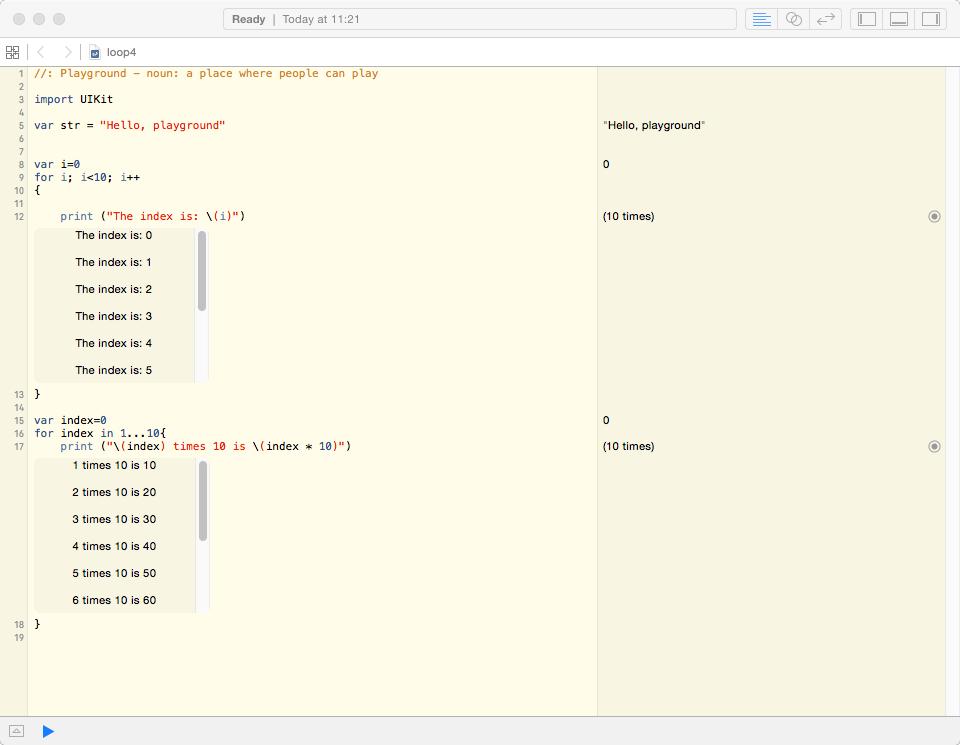 Ready | Today at 11:21
loop4
1 //: Playground – noun: a place where people can play
2
3 import UIKit
4
5 var str = "Hello, playground" "Hello, playground"
6
7
8 var i=0 0
9 for i; i<10; i++
10 {
11
12 print ("The index is: \(i)") (10 times)
The index is: 0
The index is: 1
The index is: 2
The index is: 3
The index is: 4
The index is: 5
13 }
14
15 var index=0 0
16 for index in 1...10{
17 print ("\(index) times 10 is \(index * 10)") (10 times)
1 times 10 is 10
2 times 10 is 20
3 times 10 is 30
4 times 10 is 40
5 times 10 is 50
6 times 10 is 60
18 }
19